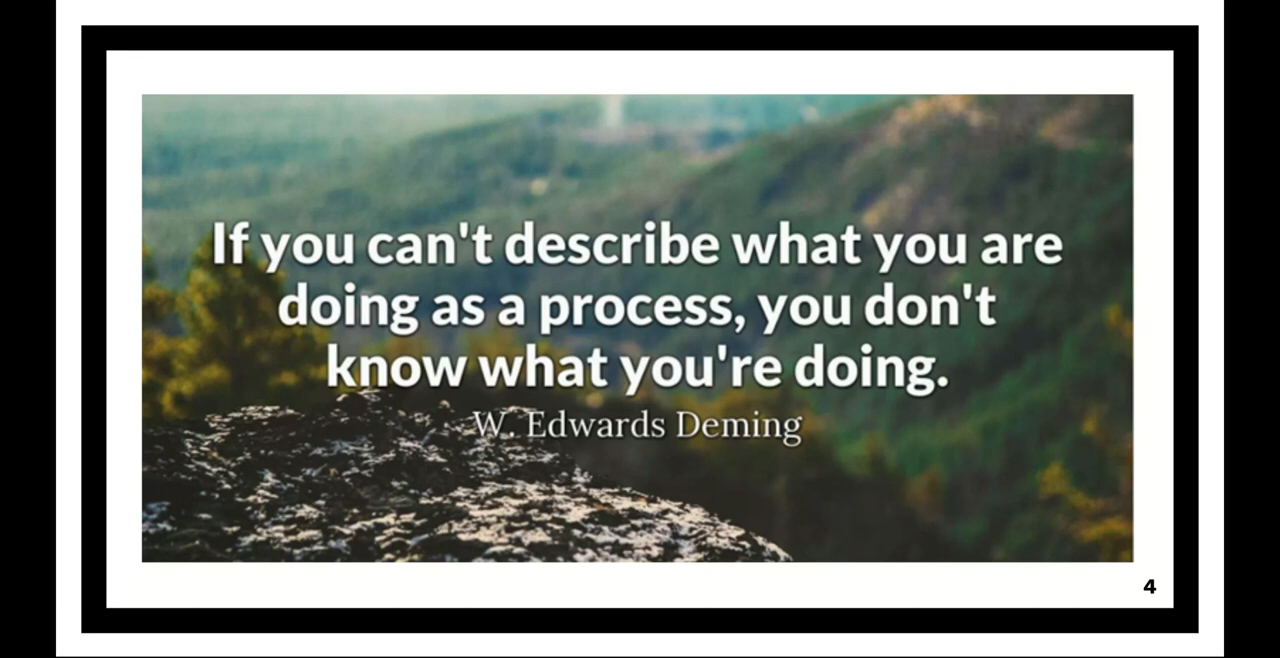 If you can't describe what you are
doing as a process, you don't
know what you're doing.
W. Edwards Deming
4